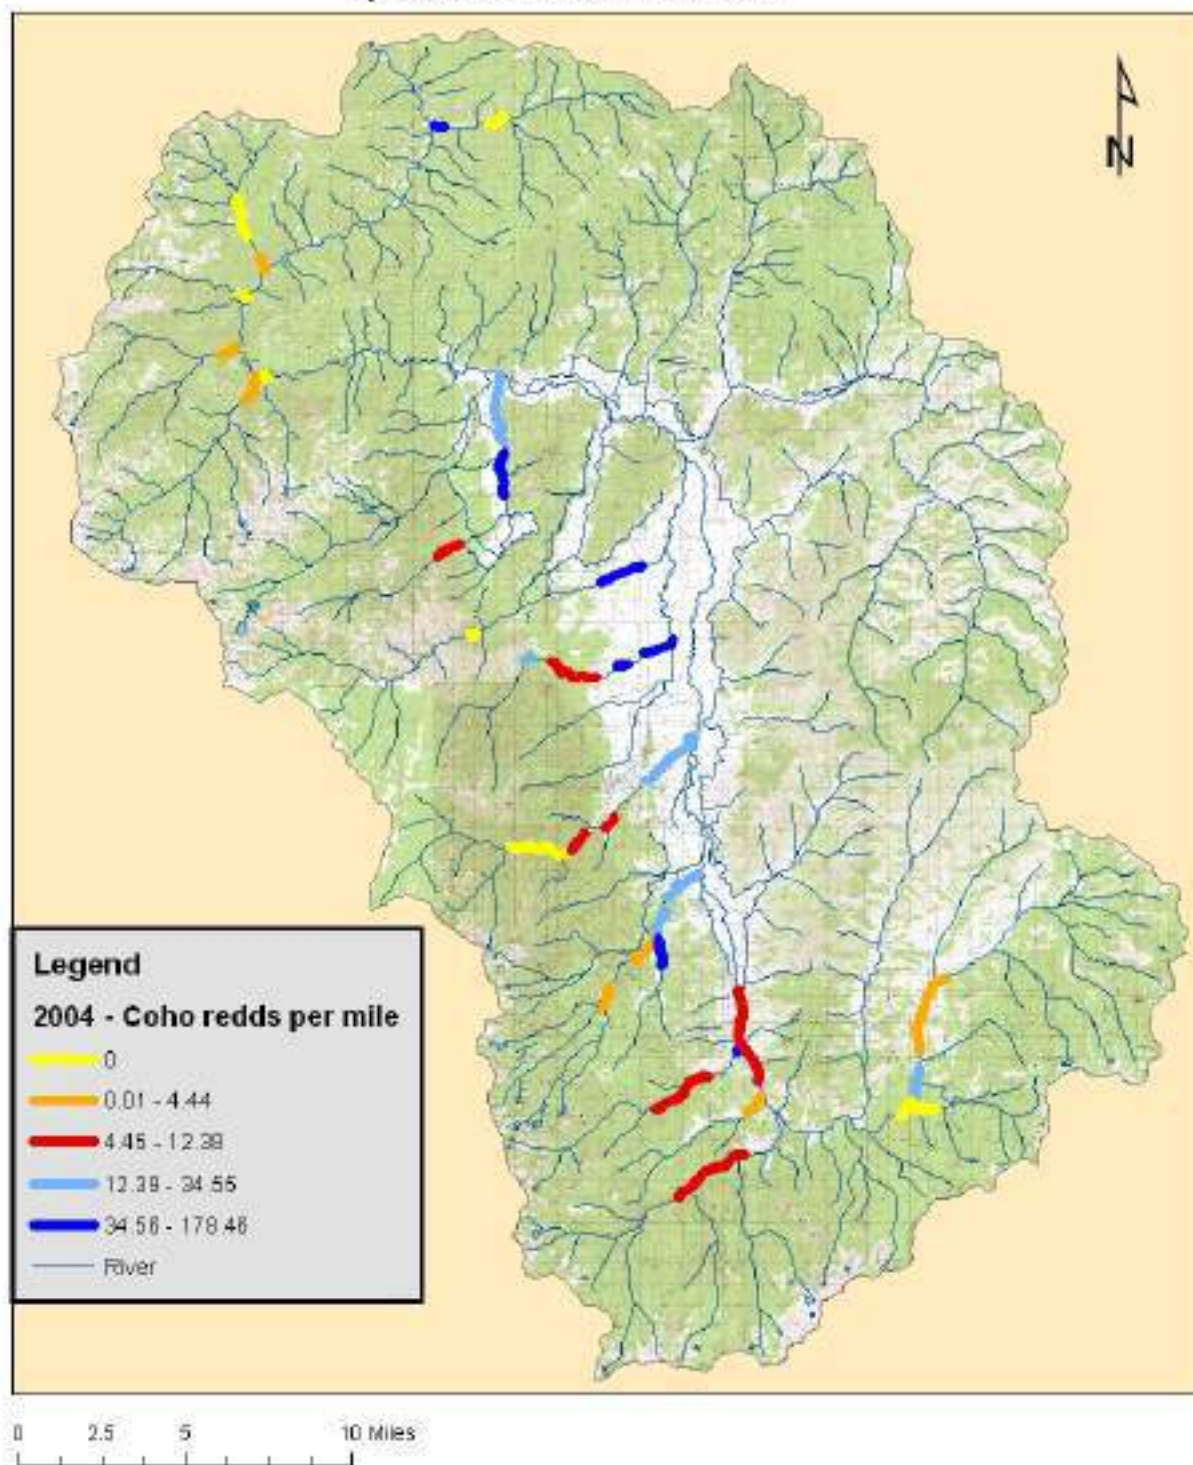 N
Legend
2004 - Coho redds per mile
0
0.01 - 4.44
4.45 - 12.38
12.39 - 34.55
34.56 - 178.46
River
0 2.5 5 10 Miles